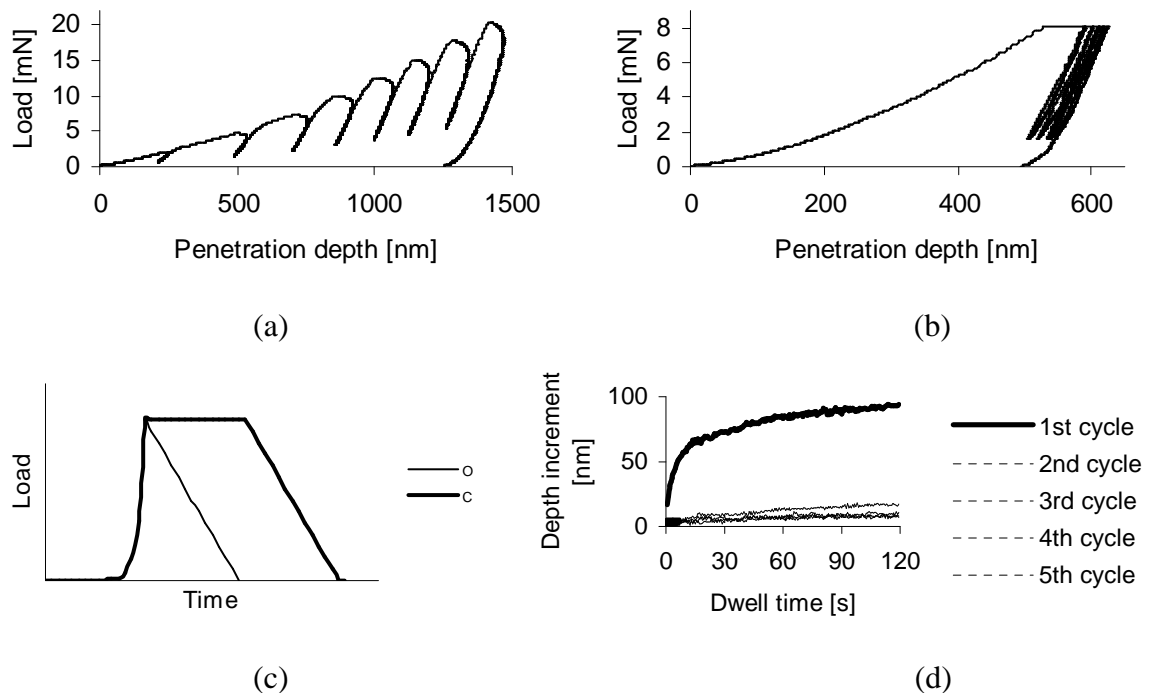 Load [mN]
20
15
10
5
0
0 500 1000 1500
Penetration depth [nm]
(a)
Load [mN]
8
6
4
2
0
0 200 400 600
Penetration depth [nm]
(b)
Load
Time
O
C
(c)
Depth increment
[nm]
100
50
0
0 30 60 90 120
Dwell time [s]
1st cycle
2nd cycle
3rd cycle
4th cycle
5th cycle
(d)